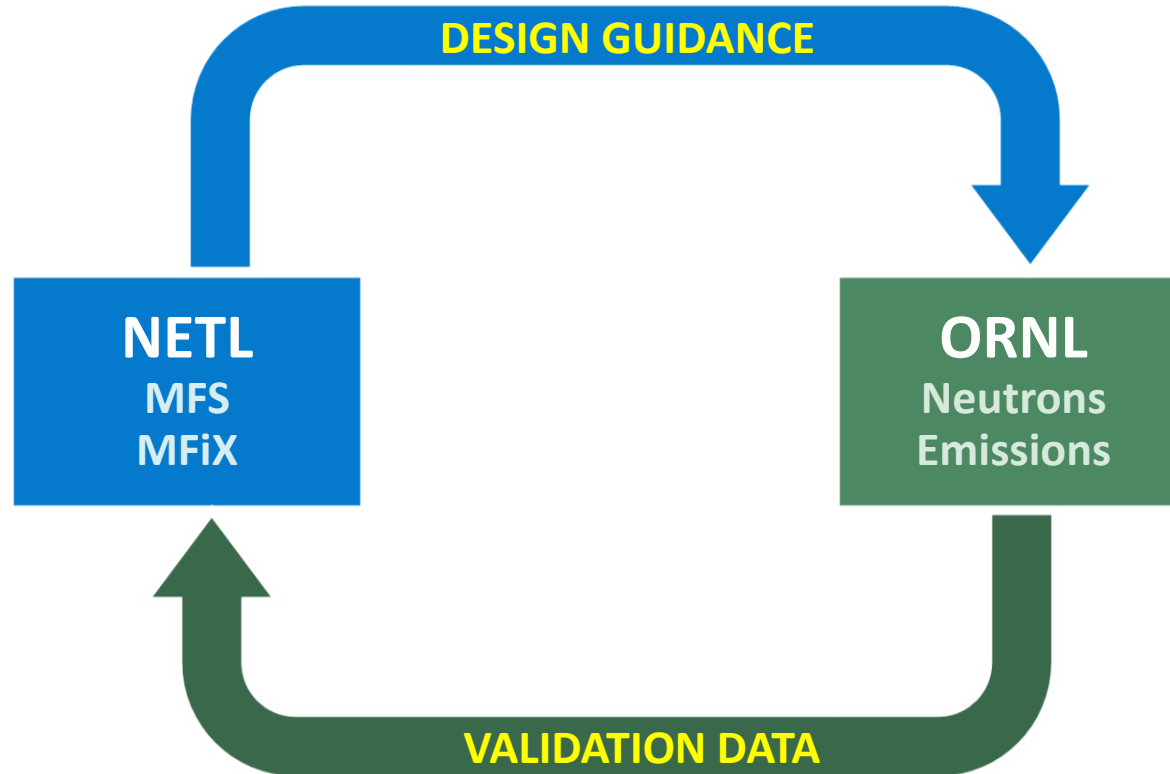 DESIGN GUIDANCE
NETL
MFS
MFiX
ORNL
Neutrons
Emissions
VALIDATION DATA